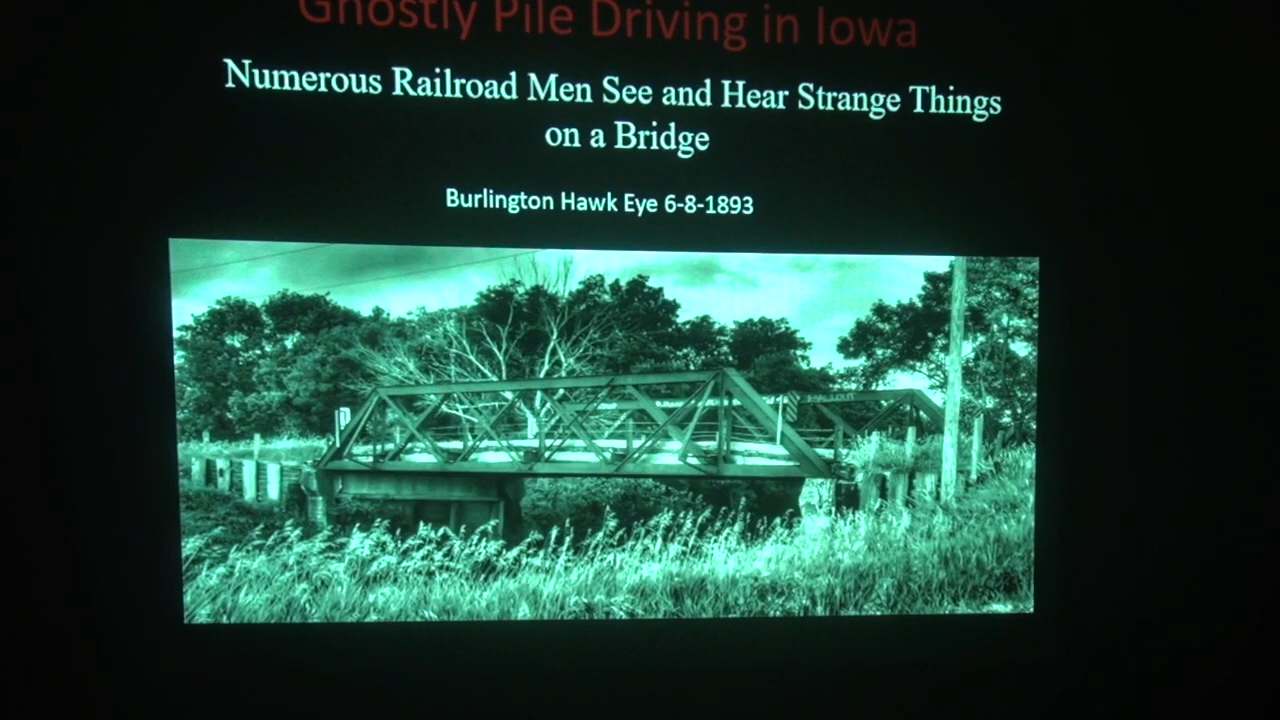 Ghostly Pile Driving in Iowa
Numerous Railroad Men See and Hear Strange Things
on a Bridge
Burlington Hawk Eye 6-8-1893